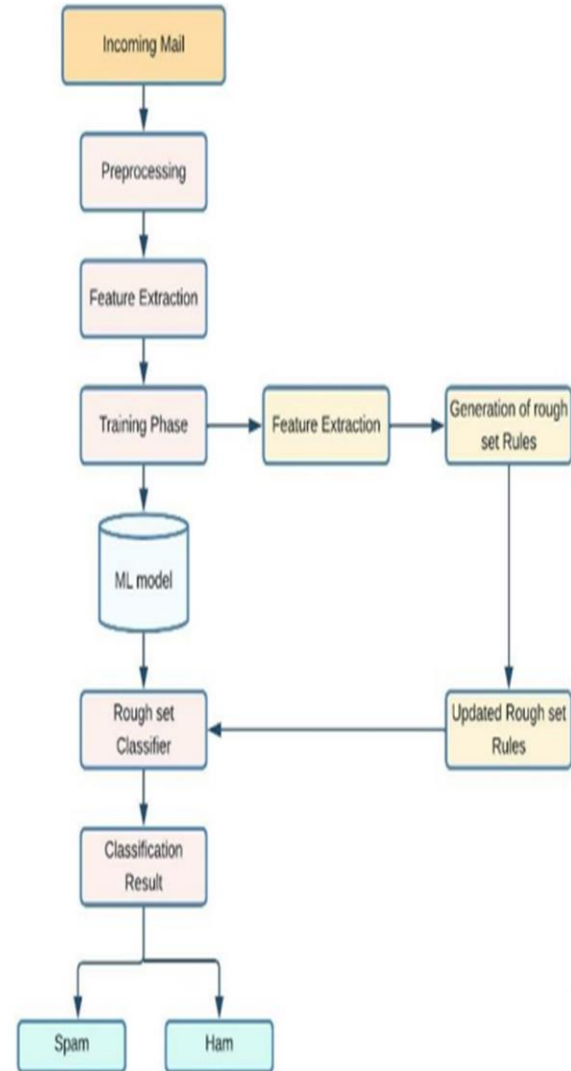 Incoming Mail
Preprocessing
Feature Extraction
Training Phase
Feature Extraction
Generation of rough
set Rules
ML model
Rough set
Classifier
Updated Rough set
Rules
Classification
Result
Spam
Ham